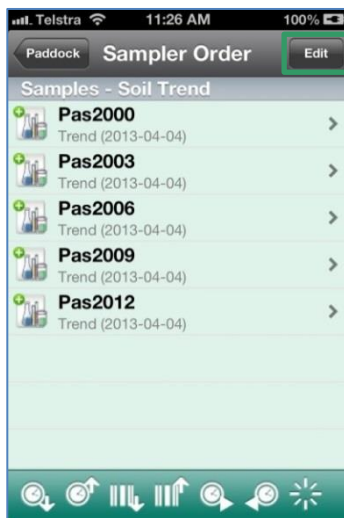 Telstra 11:26 AM 100%
Paddock Sampler Order Edit
Samples - Soil Trend
Pas2000
Trend (2013-04-04)
Pas2003
Trend (2013-04-04)
Pas2006
Trend (2013-04-04)
Pas2009
Trend (2013-04-04)
Pas2012
Trend (2013-04-04)